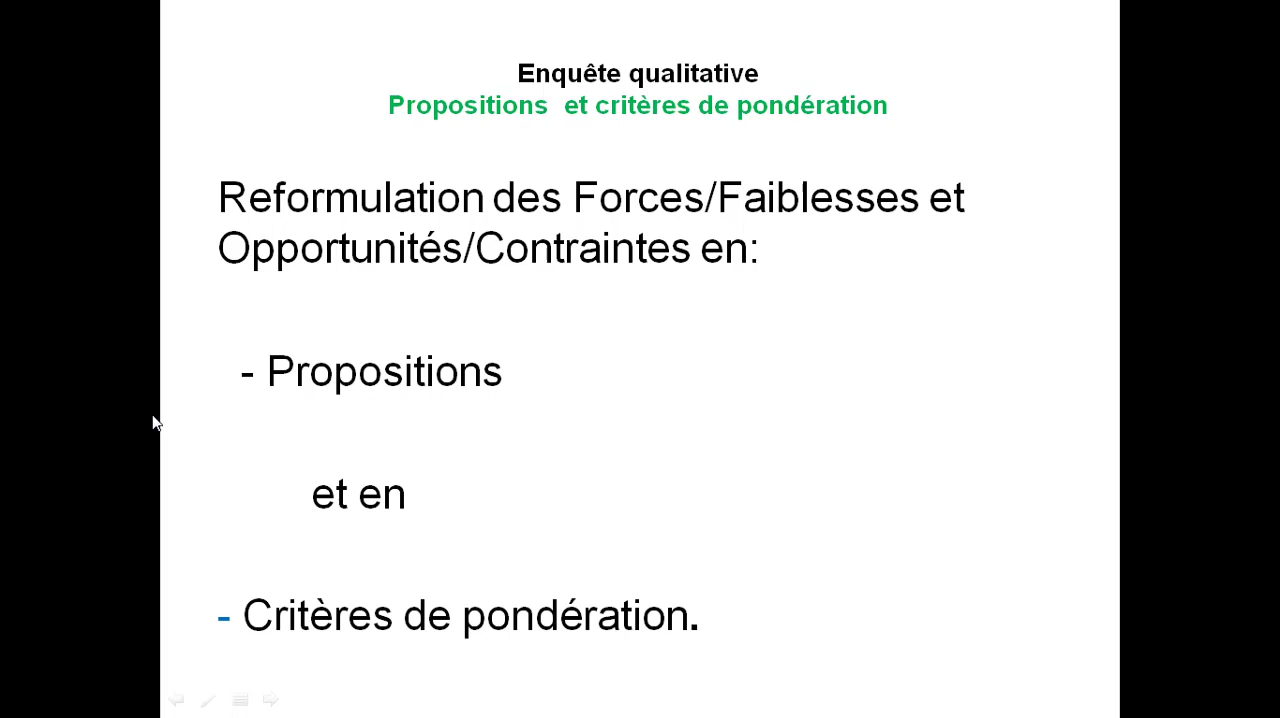 Enquête qualitative
Propositions et critères de pondération
Reformulation des Forces/Faiblesses et
Opportunités/Contraintes en:
- Propositions
et en
- Critères de pondération.